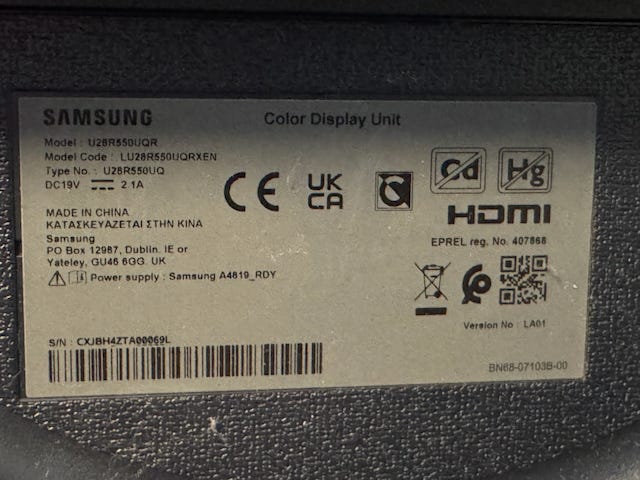 SAMSUNG
Color Display Unit
Model : U28R550UQR
Model Code : LU28R550UQRXEN
Type No. : U28R550UQ
DC19V ⎓ 2.1A
CE
UK
CA
Cd
Hg
HDMI
MADE IN CHINA
ΚΑΤΑΣΚΕΥΑΖΕΤΑΙ ΣΤΗΝ ΚΙΝΑ
Samsung
PO Box 12987, Dublin. IE or
Yateley, GU46 6GG. UK
Power supply : Samsung A4819_RDY
EPREL reg. No. 407868
Version No : LA01
S/N : CXJBH4ZTA00069L
BN68-07103B-00